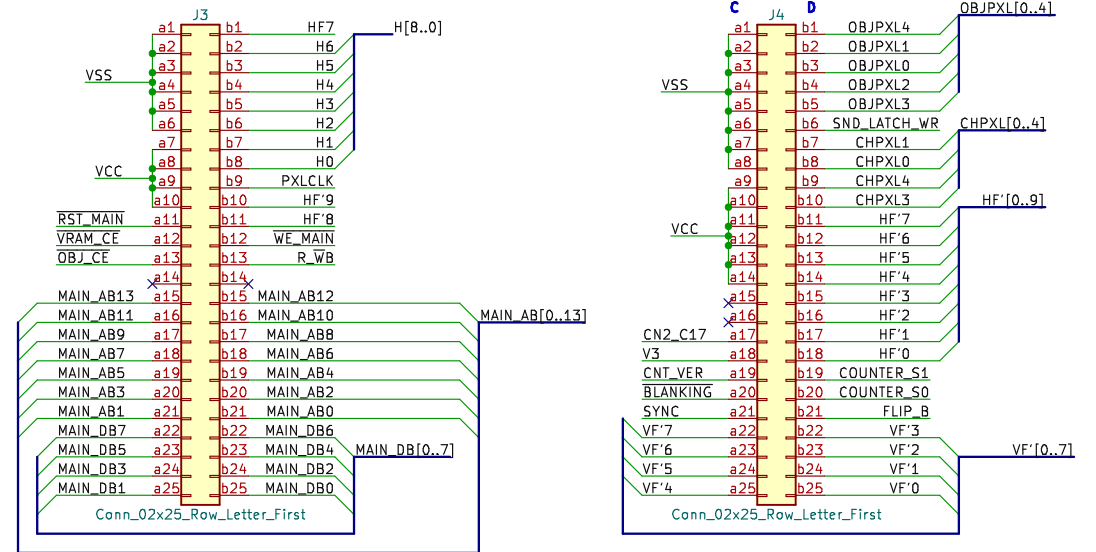 C D OBJPXL[0..4]
J3 J4
a1 b1 HF7 H[8..0] a1 b1 OBJPXL4
a2 b2 H6 a2 b2 OBJPXL1
a3 b3 H5 a3 b3 OBJPXL0
VSS a4 b4 H4 VSS a4 b4 OBJPXL2
a5 b5 H3 a5 b5 OBJPXL3
a6 b6 H2 a6 b6 SND_LATCH_WR CHPXL[0..4]
a7 b7 H1 a7 b7 CHPXL1
a8 b8 H0 a8 b8 CHPXL0
VCC a9 b9 PXLCLK a9 b9 CHPXL4
a10 b10 HF'9 a10 b10 CHPXL3 HF'[0..9]
RST_MAIN a11 b11 HF'8 a11 b11 HF'7
VRAM_CE a12 b12 WE_MAIN VCC a12 b12 HF'6
OBJ_CE a13 b13 R_WB a13 b13 HF'5
a14 b14 a14 b14 HF'4
MAIN_AB13 a15 b15 MAIN_AB12 a15 b15 HF'3
MAIN_AB11 a16 b16 MAIN_AB10 MAIN_AB[0..13] a16 b16 HF'2
MAIN_AB9 a17 b17 MAIN_AB8 CN2_C17 a17 b17 HF'1
MAIN_AB7 a18 b18 MAIN_AB6 V3 a18 b18 HF'0
MAIN_AB5 a19 b19 MAIN_AB4 CNT_VER a19 b19 COUNTER_S1
MAIN_AB3 a20 b20 MAIN_AB2 BLANKING a20 b20 COUNTER_S0
MAIN_AB1 a21 b21 MAIN_AB0 SYNC a21 b21 FLIP_B
MAIN_DB7 a22 b22 MAIN_DB6 VF'7 a22 b22 VF'3
MAIN_DB5 a23 b23 MAIN_DB4 MAIN_DB[0..7] VF'6 a23 b23 VF'2 VF'[0..7]
MAIN_DB3 a24 b24 MAIN_DB2 VF'5 a24 b24 VF'1
MAIN_DB1 a25 b25 MAIN_DB0 VF'4 a25 b25 VF'0
Conn_02x25_Row_Letter_First Conn_02x25_Row_Letter_First